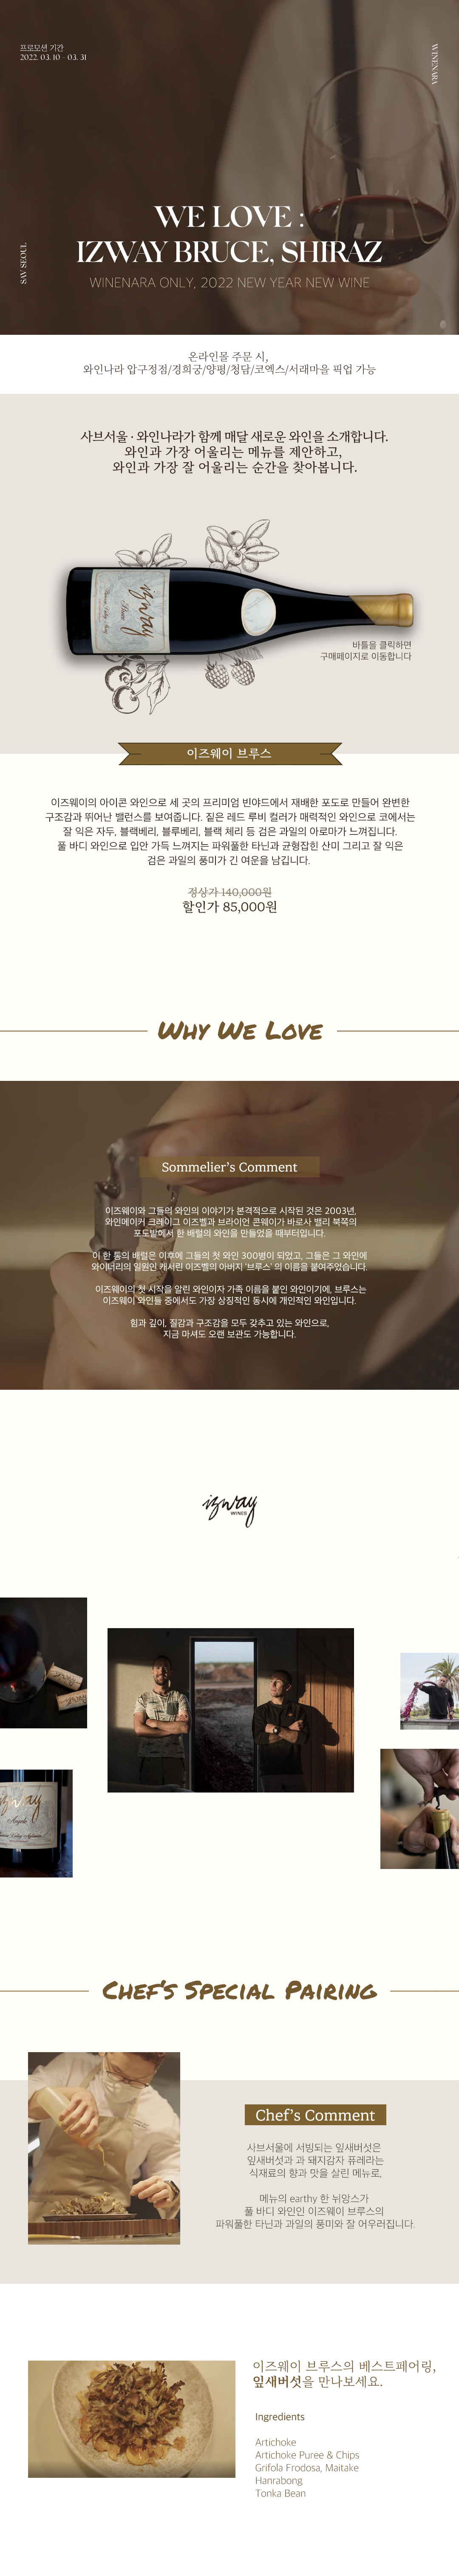 프로모션 기간
2022. 03. 10 - 03. 31
WINENARA
SAV SEOUL
WE LOVE :
IZWAY BRUCE, SHIRAZ
WINENARA ONLY, 2022 NEW YEAR NEW WINE
온라인몰 주문 시,
와인나라 압구정점/경희궁/양평/청담/코엑스/서래마을 픽업 가능
사브서울 · 와인나라가 함께 매달 새로운 와인을 소개합니다.
와인과 가장 어울리는 메뉴를 제안하고,
와인과 가장 잘 어울리는 순간을 찾아봅니다.
izway
Bruce
바틀을 클릭하면
구매페이지로 이동합니다
이즈웨이 브루스
이즈웨이의 아이콘 와인으로 세 곳의 프리미엄 빈야드에서 재배한 포도로 만들어 완변한
구조감과 뛰어난 밸런스를 보여줍니다. 짙은 레드 루비 컬러가 매력적인 와인으로 코에서는
잘 익은 자두, 블랙베리, 블루베리, 블랙 체리 등 검은 과일의 아로마가 느껴집니다.
풀 바디 와인으로 입안 가득 느껴지는 파워풀한 타닌과 균형잡힌 산미 그리고 잘 익은
검은 과일의 풍미가 긴 여운을 남깁니다.
정상가 140,000원
할인가 85,000원
WHY WE LOVE
Sommelier's Comment
이즈웨이와 그들의 와인의 이야기가 본격적으로 시작된 것은 2003년,
와인메이커 크레이그 이즈벨과 브라이언 콘웨이가 바로사 밸리 북쪽의
포도밭에서 한 배럴의 와인을 만들었을 때부터입니다.
이 한 통의 배럴은 이후에 그들의 첫 와인 300병이 되었고, 그들은 그 와인에
와이너리의 일원인 캐서린 이즈벨의 아버지 '브루스' 의 이름을 붙여주었습니다.
이즈웨이의 첫 시작을 알린 와인이자 가족 이름을 붙인 와인이기에, 브루스는
이즈웨이 와인들 중에서도 가장 상징적인 동시에 개인적인 와인입니다.
힘과 깊이, 질감과 구조감을 모두 갖추고 있는 와인으로,
지금 마셔도 오랜 보관도 가능합니다.
izway
WINES
CHEF'S SPECIAL PAIRING
Chef's Comment
사브서울에 서빙되는 잎새버섯은
잎새버섯과 과 돼지감자 퓨레라는
식재료의 향과 맛을 살린 메뉴로,
메뉴의 earthy 한 뉘앙스가
풀 바디 와인인 이즈웨이 브루스의
파워풀한 타닌과 과일의 풍미와 잘 어우러집니다.
이즈웨이 브루스의 베스트페어링,
잎새버섯을 만나보세요.
Ingredients
Artichoke
Artichoke Puree & Chips
Grifola Frodosa, Maitake
Hanrabong
Tonka Bean